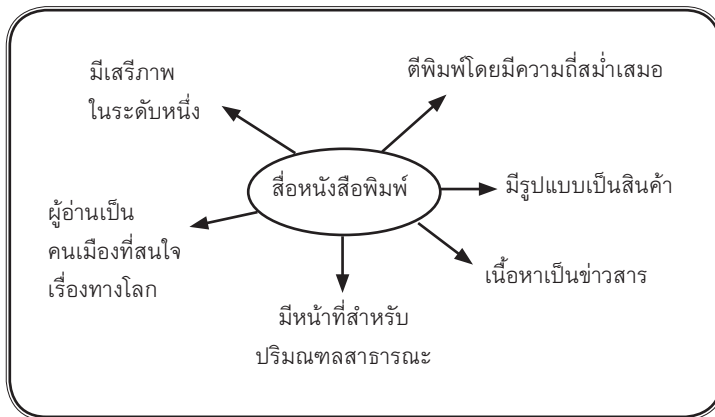 มีเสรีภาพ
ในระดับหนึ่ง
ตีพิมพ์โดยมีความถี่สม่ำเสมอ
สื่อหนังสือพิมพ์
มีรูปแบบเป็นสินค้า
ผู้อ่านเป็น
คนเมืองที่สนใจ
เรื่องทางโลก
เนื้อหาเป็นข่าวสาร
มีหน้าที่สำหรับ
ปริมณฑลสาธารณะ